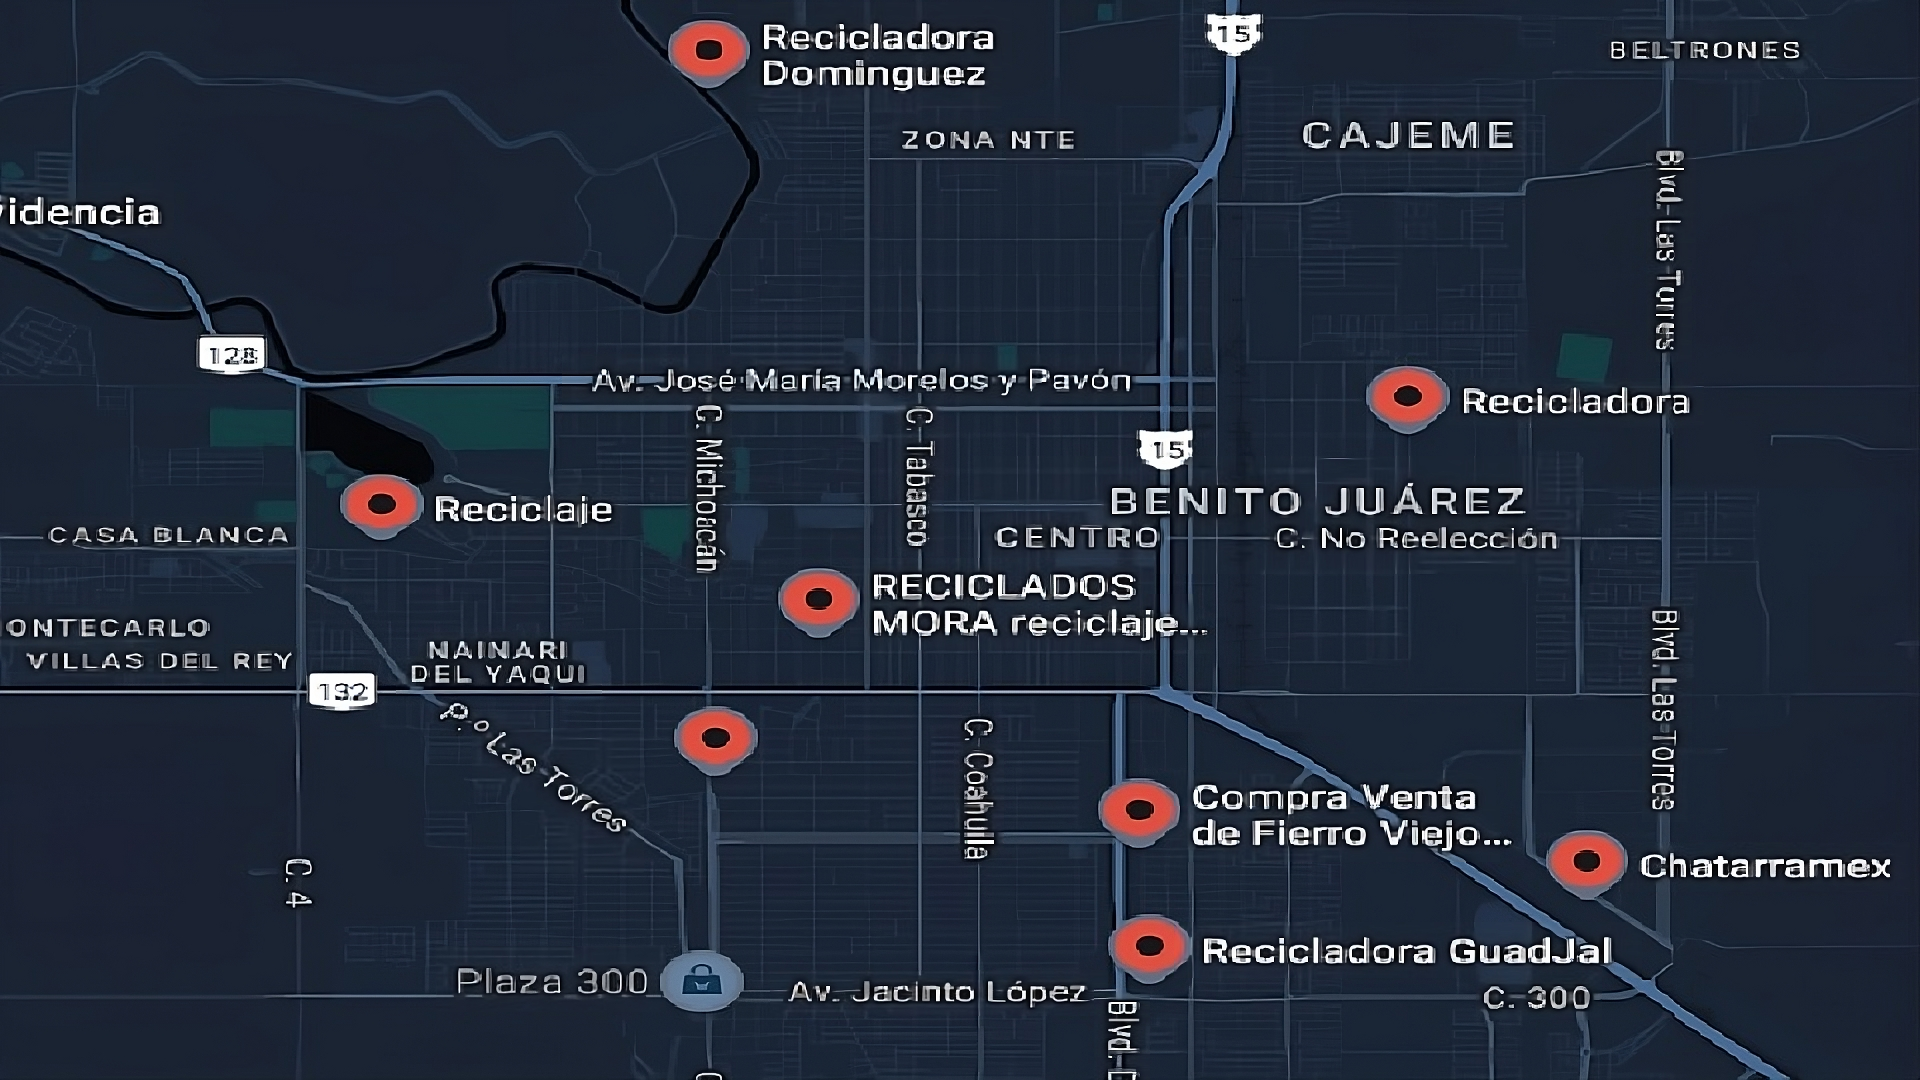 Recicladora
Dominguez
15
BELTRONES
ZONA NTE
CAJEME
Blvd. Las Torres
videncia
128
Av. José María Morelos y Pavón
Recicladora
C. Michoacán
C. Tabasco
15
Reciclaje
BENITO JUÁREZ
CASA BLANCA
CENTRO
C. No Reelección
RECICLADOS
MORA reciclaje...
ONTECARLO
VILLAS DEL REY
NAINARI
DEL YAQUI
Blvd. Las Torres
132
P.º Las Torres
C. Coahuila
Compra Venta
de Fierro Viejo...
Chatarramex
C. 4
Recicladora GuadJal
Plaza 300
Av. Jacinto López
C. 300
Blvd.
C